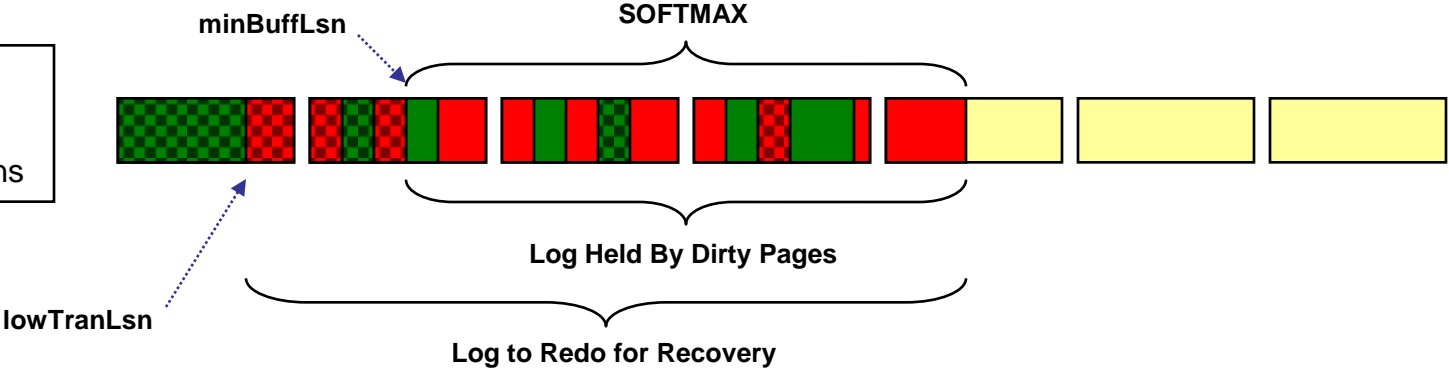 SOFTMAX
minBuffLsn
ns
Log Held By Dirty Pages
lowTranLsn
Log to Redo for Recovery